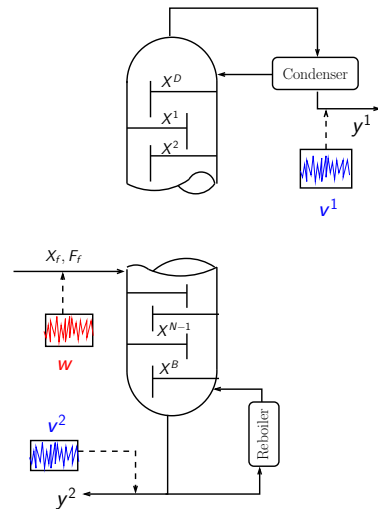 Condenser
X^D
X^1
y^1
X^2
v^1
X_f, F_f
X^{N-1}
w
X^B
v^2
Reboiler
y^2